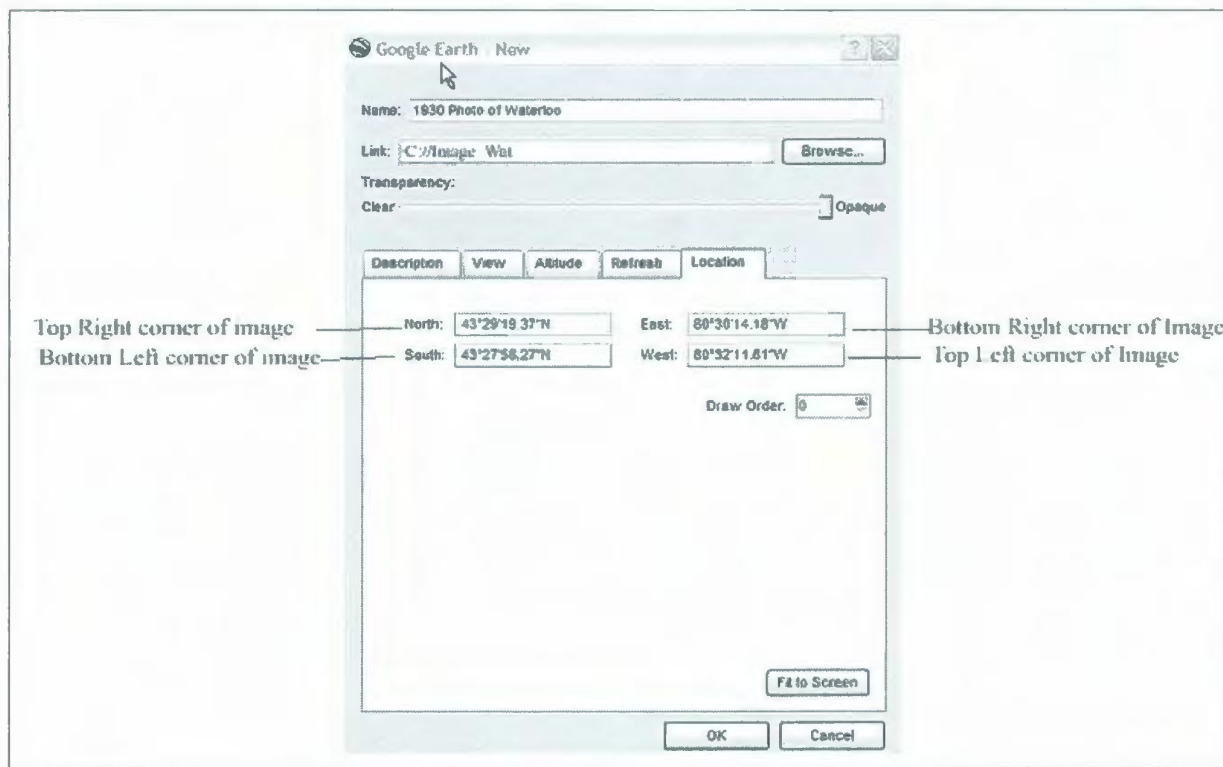 Google Earth - New
Name: 1930 Photo of Waterloo
Link: C://Image Wat Browse...
Transparency:
Clear Opaque
Description View Altitude Refresh Location
Top Right corner of image North: 43°29'19.37"N East: 80°30'14.18"W Bottom Right corner of Image
Bottom Left corner of image South: 43°27'58.27"N West: 80°32'11.61"W Top Left corner of Image
Draw Order: 0
Fit to Screen
OK Cancel